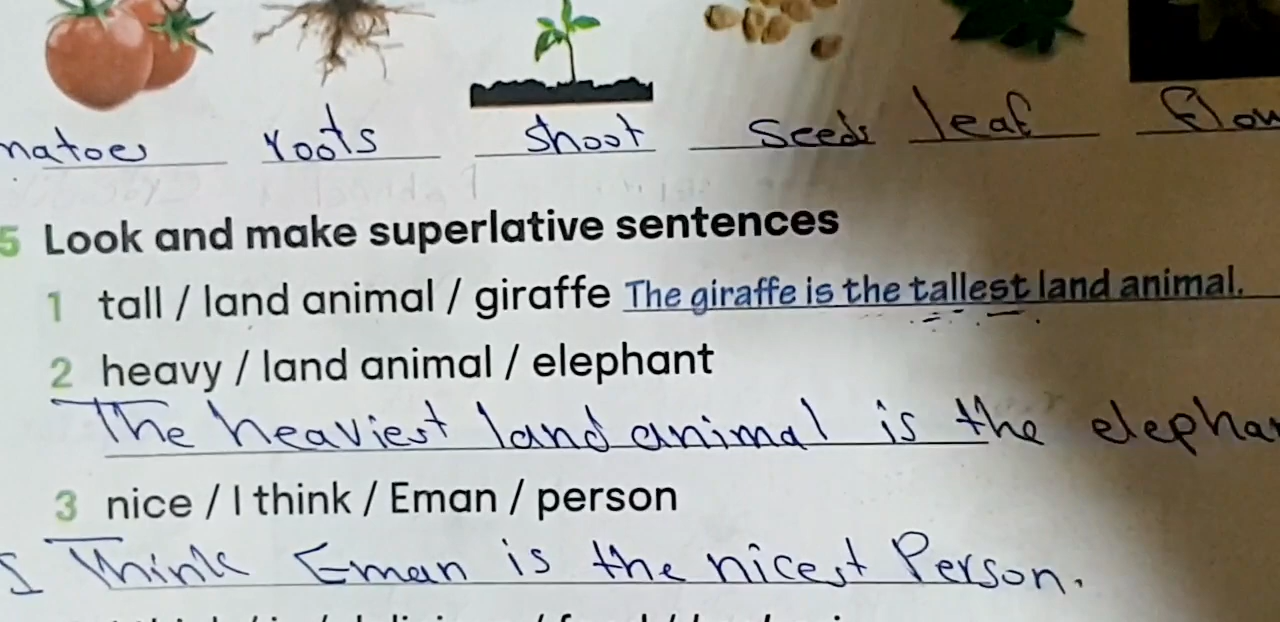 roots shoot seeds leaf
5 Look and make superlative sentences
1 tall / land animal / giraffe The giraffe is the tallest land animal.
2 heavy / land animal / elephant
The heaviest land animal is the
3 nice / I think / Eman / person
I Think Eman is the nicest Person.